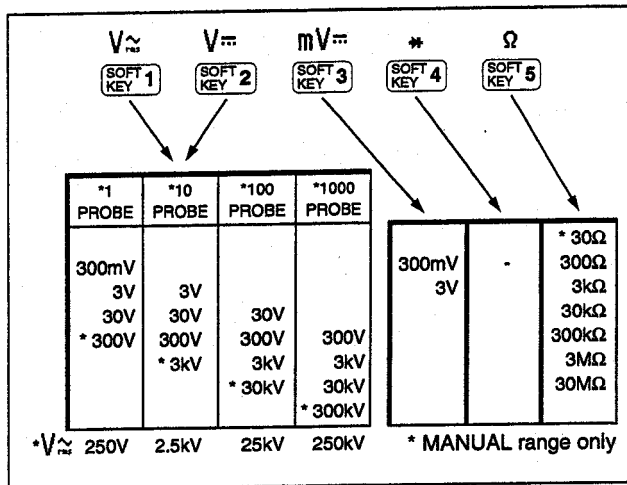 V≂ rms V⎓ mV⎓ Ω
SOFT KEY 1 SOFT KEY 2 SOFT KEY 3 SOFT KEY 4 SOFT KEY 5
*1 PROBE *10 PROBE *100 PROBE *1000 PROBE
* 30Ω
300mV 300mV - 300Ω
3V 3V 3V 3kΩ
30V 30V 30V 30kΩ
* 300V 300V 300V 300V 300kΩ
* 3kV 3kV 3kV 3MΩ
* 30kV 30kV 30MΩ
* 300kV
*V≂ rms 250V 2.5kV 25kV 250kV * MANUAL range only